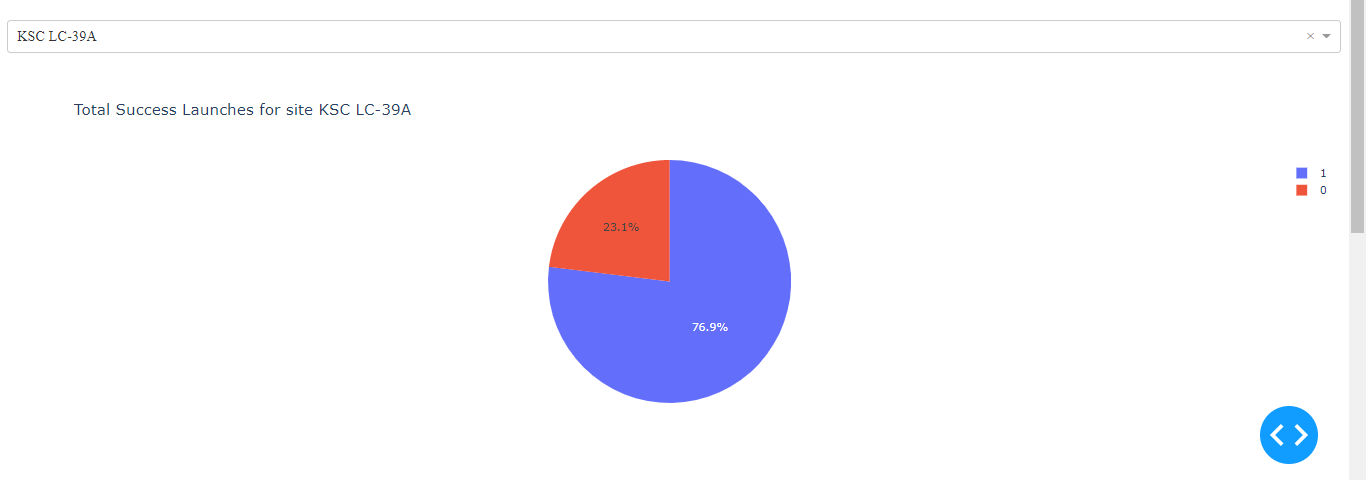 KSC LC-39A
Total Success Launches for site KSC LC-39A
1
0
23.1%
76.9%